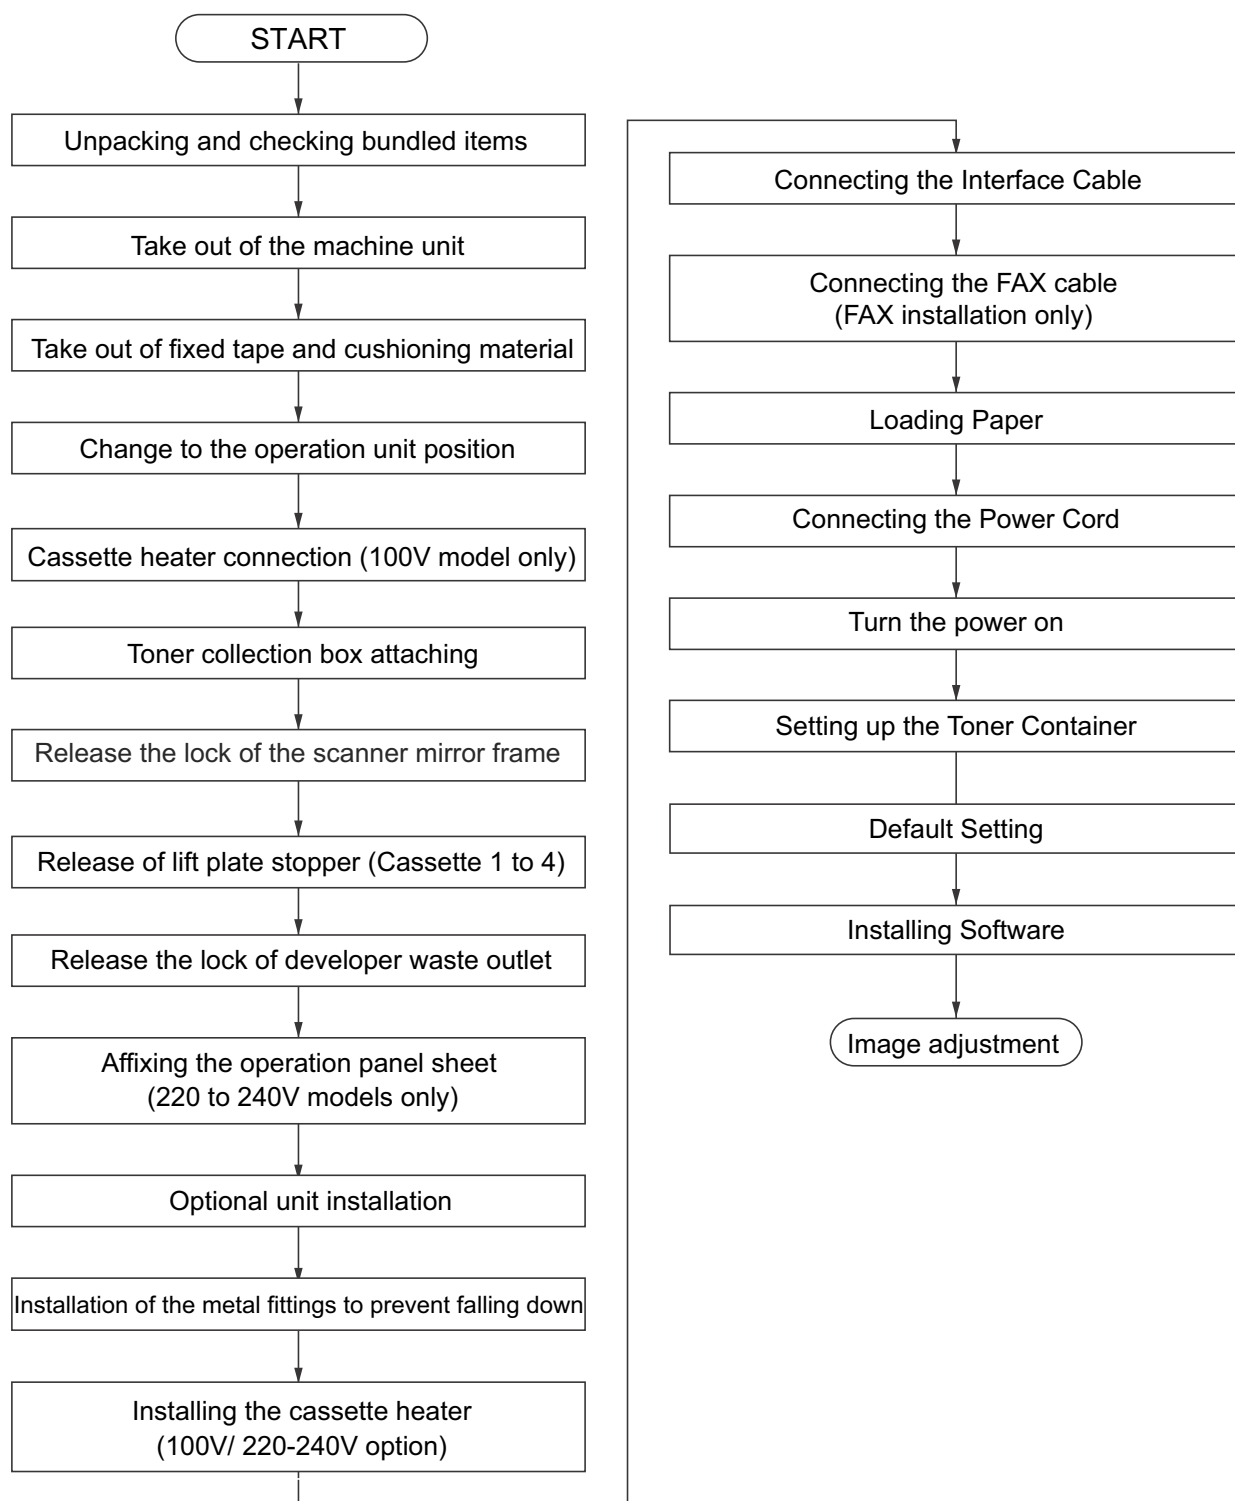 START
Unpacking and checking bundled items
Take out of the machine unit
Take out of fixed tape and cushioning material
Change to the operation unit position
Cassette heater connection (100V model only)
Toner collection box attaching
Release the lock of the scanner mirror frame
Release of lift plate stopper (Cassette 1 to 4)
Release the lock of developer waste outlet
Affixing the operation panel sheet
(220 to 240V models only)
Optional unit installation
Installation of the metal fittings to prevent falling down
Installing the cassette heater
(100V/ 220-240V option)
Connecting the Interface Cable
Connecting the FAX cable
(FAX installation only)
Loading Paper
Connecting the Power Cord
Turn the power on
Setting up the Toner Container
Default Setting
Installing Software
Image adjustment